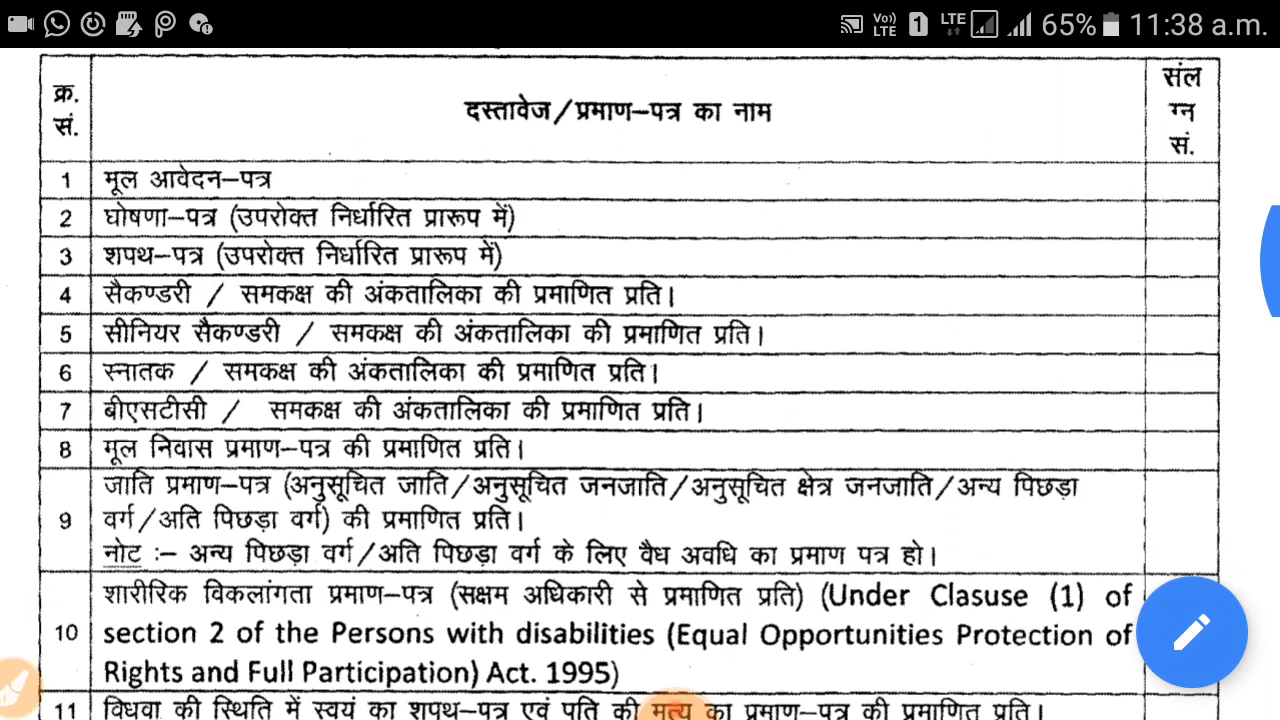 Vo)) LTE 1 LTE 65% 11:38 a.m.
क्र. सं.
दस्तावेज/प्रमाण–पत्र का नाम
संल
ग्न
सं.
1 मूल आवेदन–पत्र
2 घोषणा–पत्र (उपरोक्त निर्धारित प्रारूप में)
3 शपथ–पत्र (उपरोक्त निर्धारित प्रारूप में)
4 सैकण्डरी / समकक्ष की अंकतालिका की प्रमाणित प्रति।
5 सीनियर सैकण्डरी / समकक्ष की अंकतालिका की प्रमाणित प्रति।
6 स्नातक / समकक्ष की अंकतालिका की प्रमाणित प्रति।
7 बीएसटीसी / समकक्ष की अंकतालिका की प्रमाणित प्रति।
8 मूल निवास प्रमाण–पत्र की प्रमाणित प्रति।
जाति प्रमाण–पत्र (अनुसूचित जाति/अनुसूचित जनजाति/अनुसूचित क्षेत्र जनजाति/अन्य पिछड़ा
9 वर्ग/अति पिछड़ा वर्ग) की प्रमाणित प्रति।
नोट :– अन्य पिछड़ा वर्ग/अति पिछड़ा वर्ग के लिए वैध अवधि का प्रमाण पत्र हो।
शारीरिक विकलांगता प्रमाण–पत्र (सक्षम अधिकारी से प्रमाणित प्रति) (Under Clasuse (1) of
10 section 2 of the Persons with disabilities (Equal Opportunities Protection of
Rights and Full Participation) Act. 1995)
11 विधवा की स्थिति में स्वयं का शपथ–पत्र एवं पति की मृत्यु का प्रमाण–पत्र की प्रमाणित प्रति।